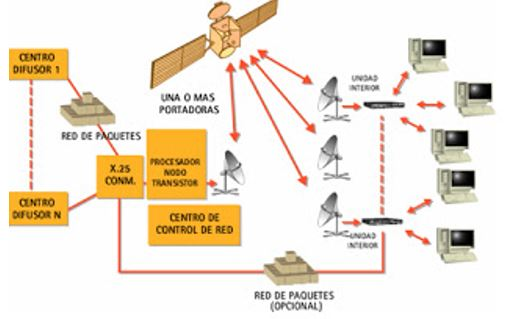 CENTRO
DIFUSOR 1
UNA O MAS
PORTADORAS
UNIDAD
INTERIOR
RED DE PAQUETES
X.25
CONM.
PROCESADOR
NODO
TRANSISTOR
CENTRO
DIFUSOR N
CENTRO DE
CONTROL DE RED
UNIDAD
INTERIOR
RED DE PAQUETES
(OPCIONAL)